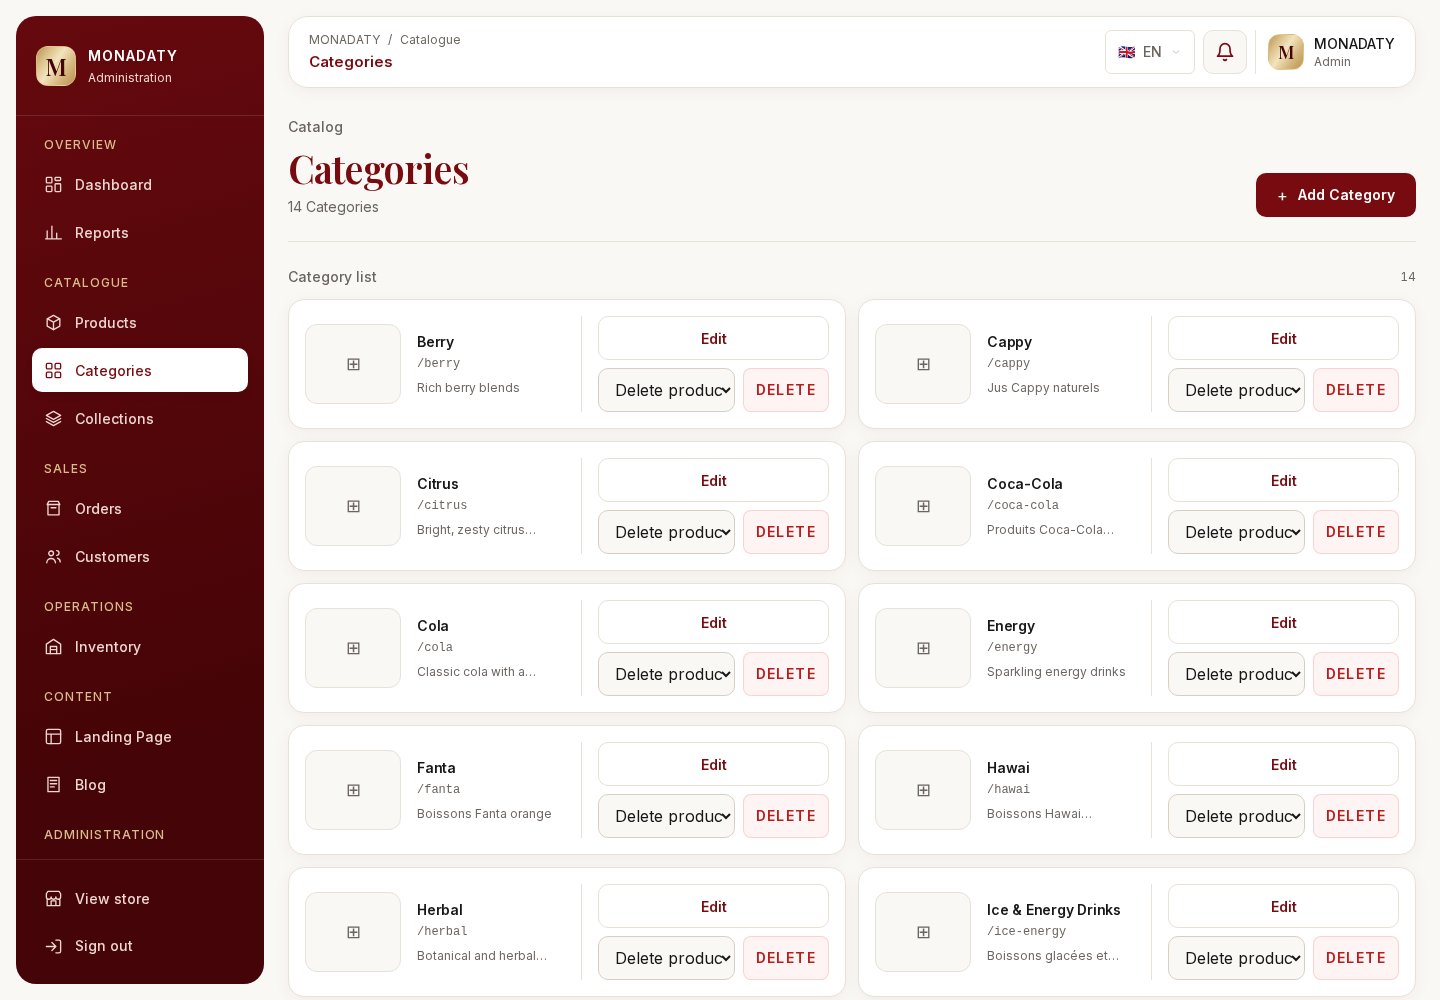 M
MONADATY
Administration
OVERVIEW
Dashboard
Reports
CATALOGUE
Products
Categories
Collections
SALES
Orders
Customers
OPERATIONS
Inventory
CONTENT
Landing Page
Blog
ADMINISTRATION
View store
Sign out
MONADATY / Catalogue
Categories
EN
M
MONADATY
Admin
Catalog
Categories
14 Categories
+ Add Category
Category list
14
Berry
/berry
Rich berry blends
Edit
Delete produc
DELETE
Cappy
/cappy
Jus Cappy naturels
Edit
Delete produc
DELETE
Citrus
/citrus
Bright, zesty citrus…
Edit
Delete produc
DELETE
Coca-Cola
/coca-cola
Produits Coca-Cola…
Edit
Delete produc
DELETE
Cola
/cola
Classic cola with a…
Edit
Delete produc
DELETE
Energy
/energy
Sparkling energy drinks
Edit
Delete produc
DELETE
Fanta
/fanta
Boissons Fanta orange
Edit
Delete produc
DELETE
Hawai
/hawai
Boissons Hawai…
Edit
Delete produc
DELETE
Herbal
/herbal
Botanical and herbal…
Edit
Delete produc
DELETE
Ice & Energy Drinks
/ice-energy
Boissons glacées et…
Edit
Delete produc
DELETE